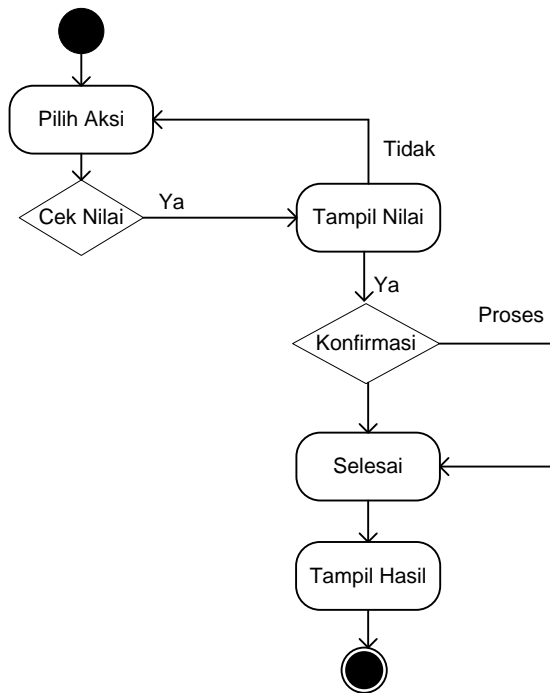 Pilih Aksi
Tidak
Cek Nilai
Ya
Tampil Nilai
Ya
Proses
Konfirmasi
Selesai
Tampil Hasil